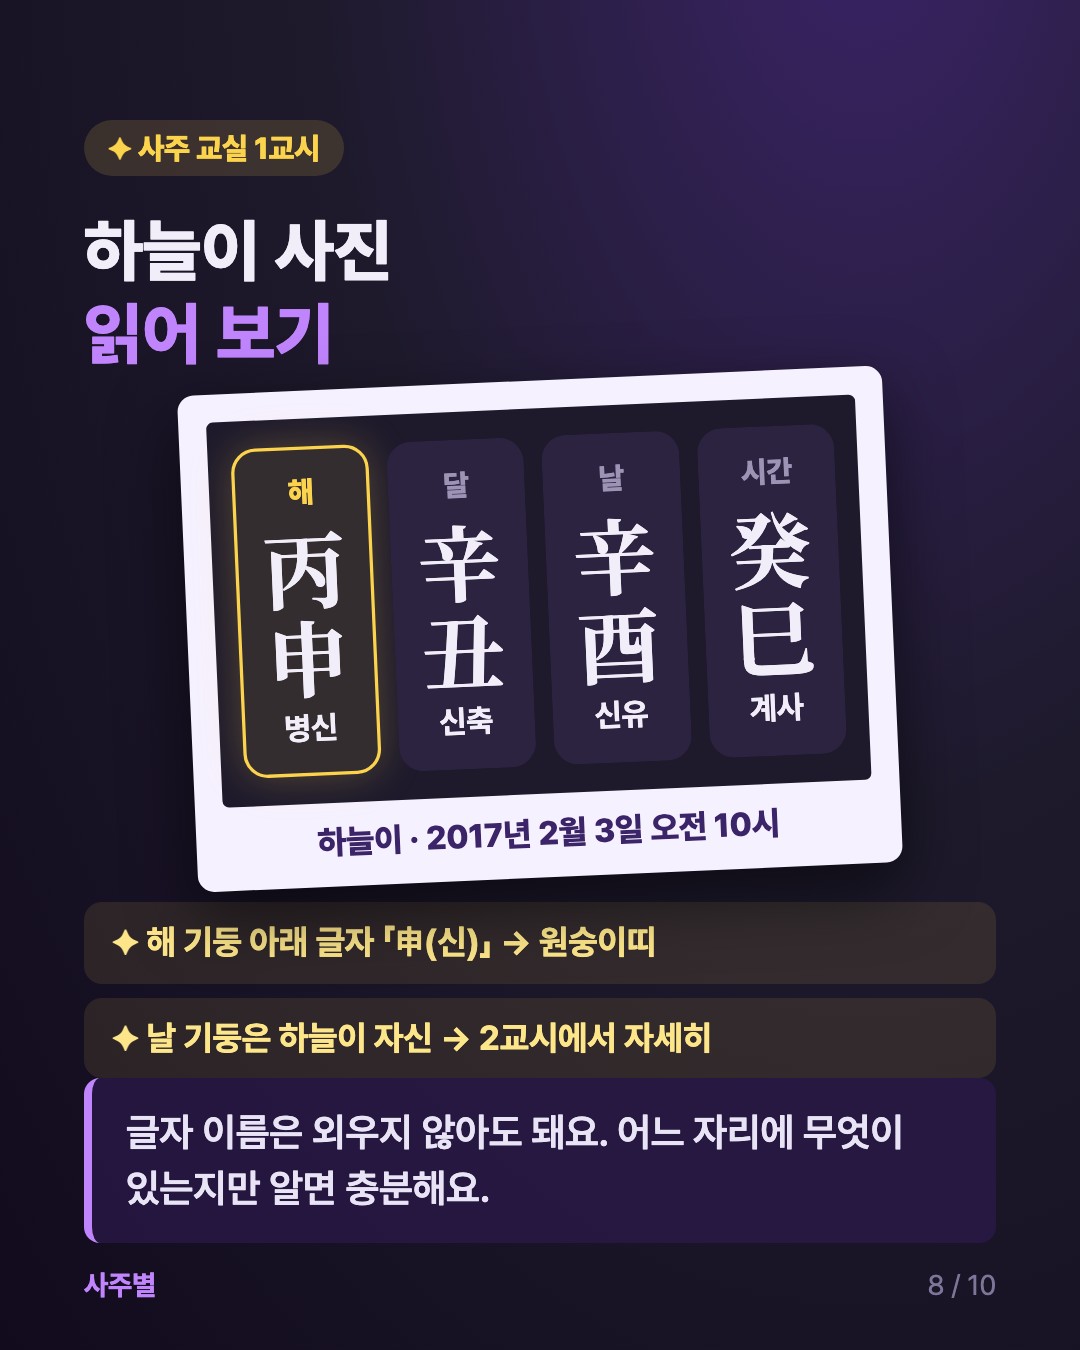 ✦ 사주 교실 1교시
하늘이 사진
읽어 보기
해 달 날 시간
丙 辛 辛 癸
申 丑 酉 巳
병신 신축 신유 계사
하늘이 · 2017년 2월 3일 오전 10시
✦ 해 기둥 아래 글자 「申(신)」 → 원숭이띠
✦ 날 기둥은 하늘이 자신 → 2교시에서 자세히
글자 이름은 외우지 않아도 돼요. 어느 자리에 무엇이
있는지만 알면 충분해요.
사주별
8 / 10